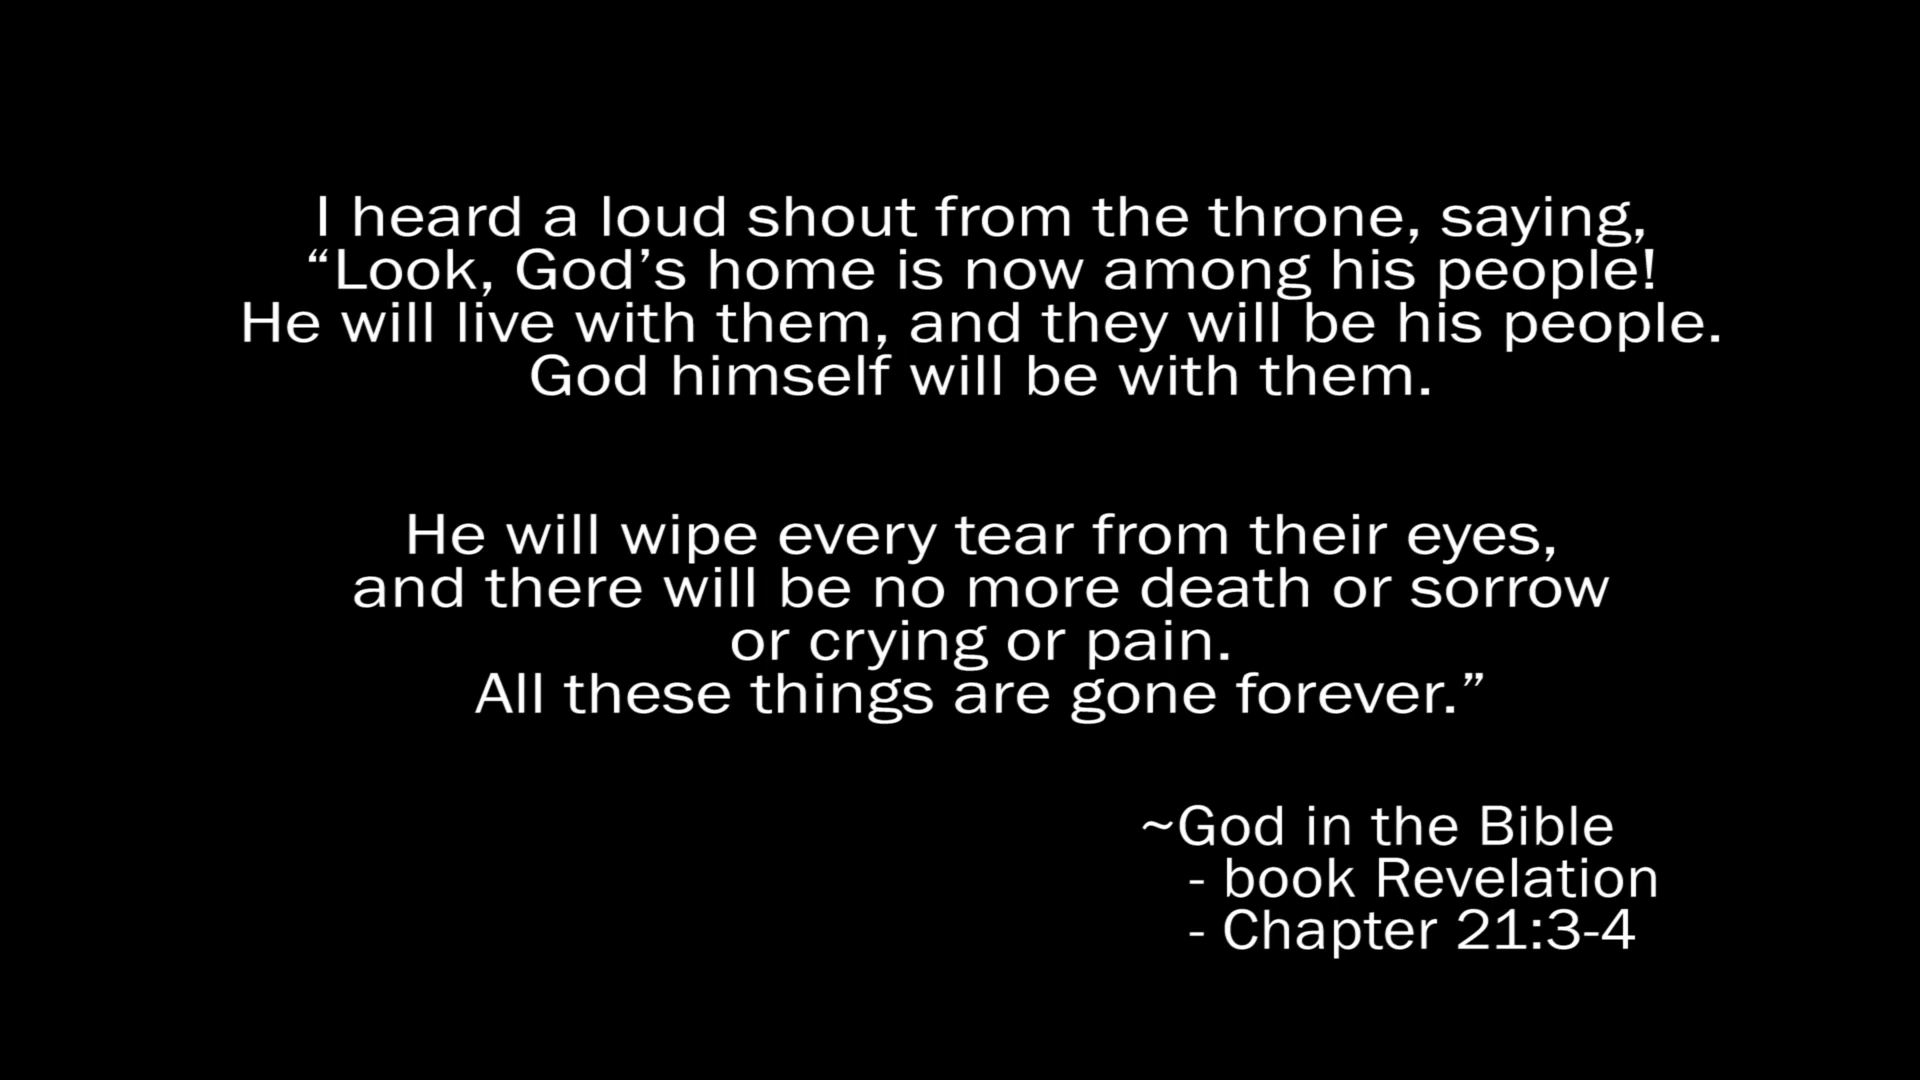 I heard a loud shout from the throne, saying,
“Look, God’s home is now among his people!
He will live with them, and they will be his people.
God himself will be with them.
He will wipe every tear from their eyes,
and there will be no more death or sorrow
or crying or pain.
All these things are gone forever.”
~God in the Bible
- book Revelation
- Chapter 21:3-4